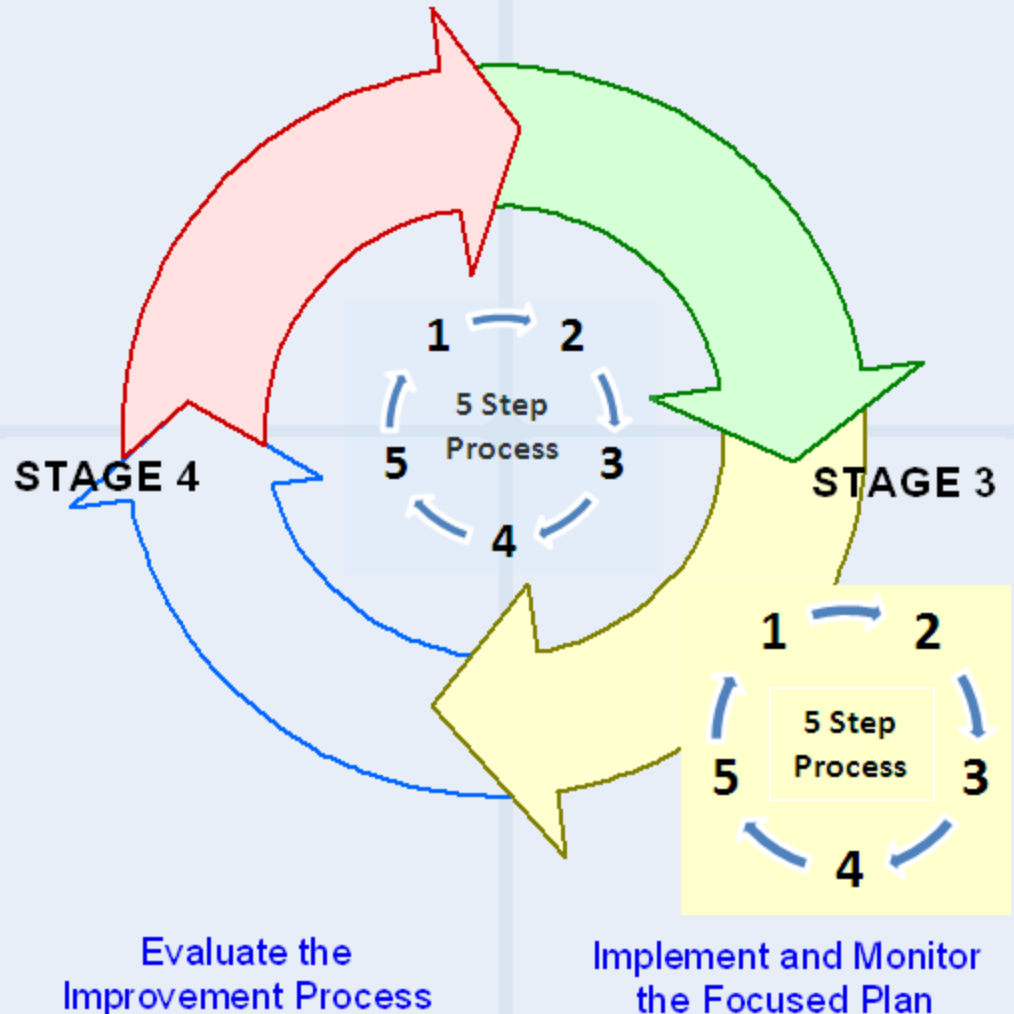 1 2
5 Step
Process
5 3
4
STAGE 4
STAGE 3
1 2
5 Step
Process
5 3
4
Evaluate the
Improvement Process
Implement and Monitor
the Focused Plan